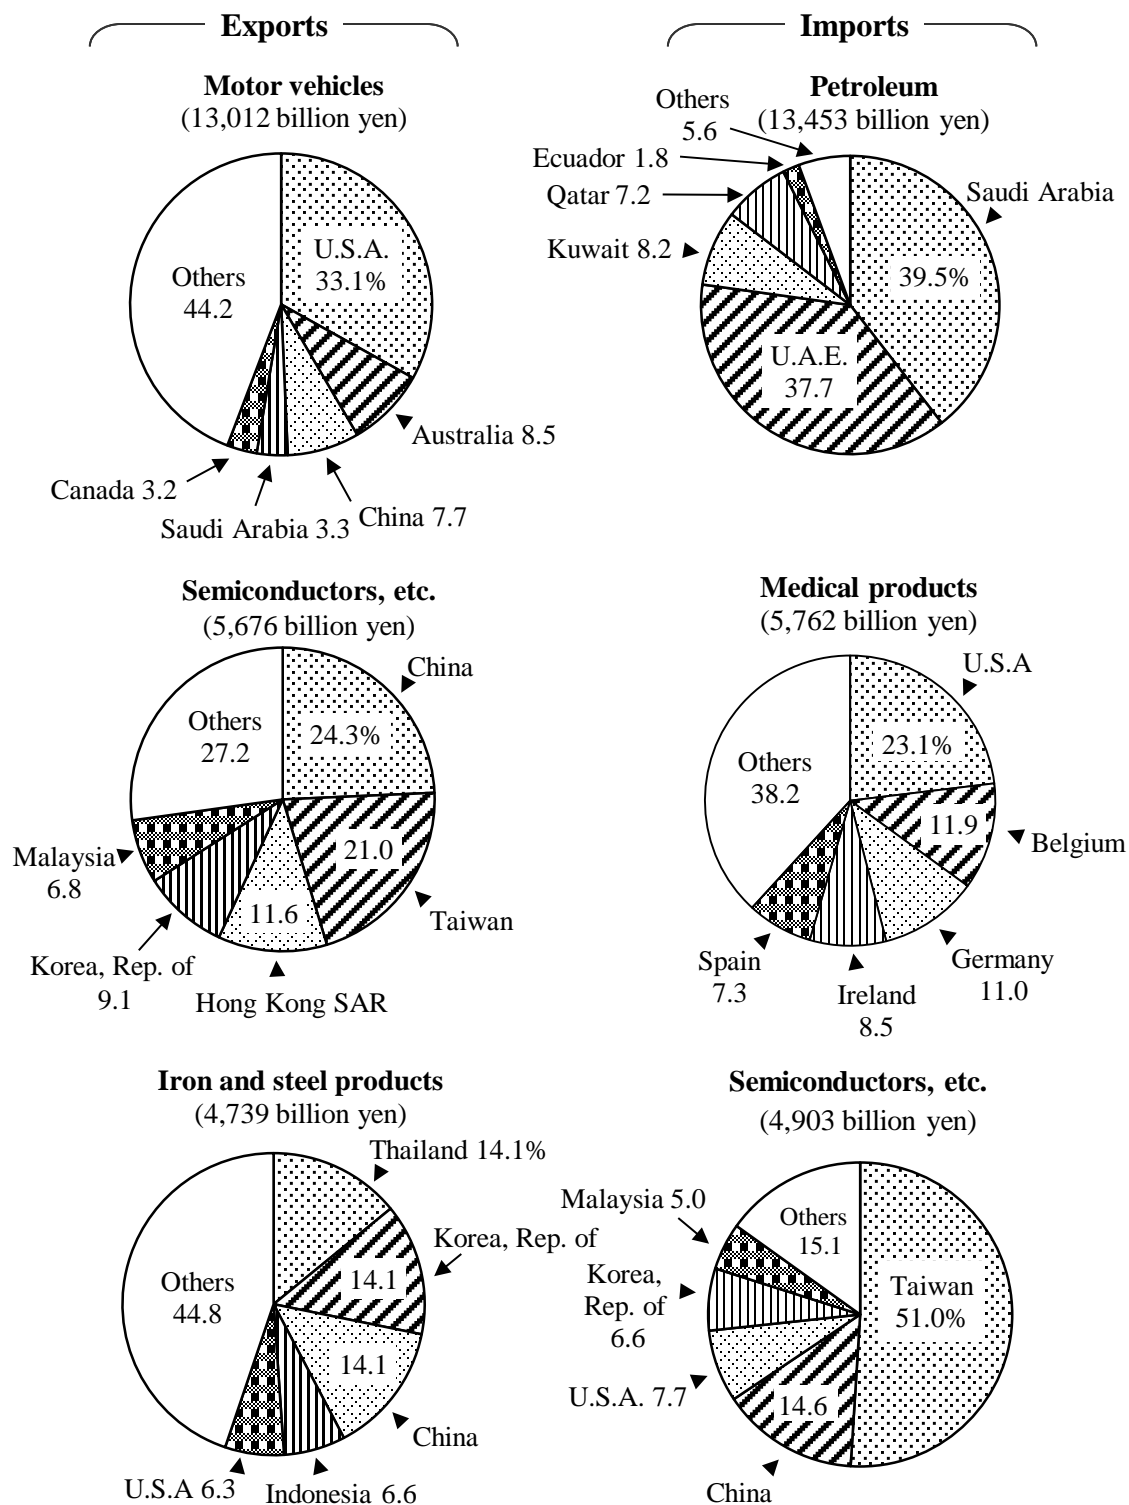 Exports
Motor vehicles
(13,012 billion yen)
U.S.A.
33.1%
Others
44.2
Australia 8.5
Canada 3.2
China 7.7
Saudi Arabia 3.3
Semiconductors, etc.
(5,676 billion yen)
China
24.3%
Others
27.2
21.0
Malaysia
6.8
11.6
Taiwan
Korea, Rep. of
9.1
Hong Kong SAR
Iron and steel products
(4,739 billion yen)
Thailand 14.1%
Korea, Rep. of
14.1
Others
44.8
14.1
China
U.S.A 6.3
Indonesia 6.6
Imports
Petroleum
(13,453 billion yen)
Others
5.6
Ecuador 1.8
Qatar 7.2
Saudi Arabia
Kuwait 8.2
39.5%
U.A.E.
37.7
Medical products
(5,762 billion yen)
U.S.A
23.1%
Others
38.2
11.9
Belgium
Spain
7.3
Germany
11.0
Ireland
8.5
Semiconductors, etc.
(4,903 billion yen)
Malaysia 5.0
Others
15.1
Korea,
Rep. of
6.6
Taiwan
51.0%
U.S.A. 7.7
14.6
China